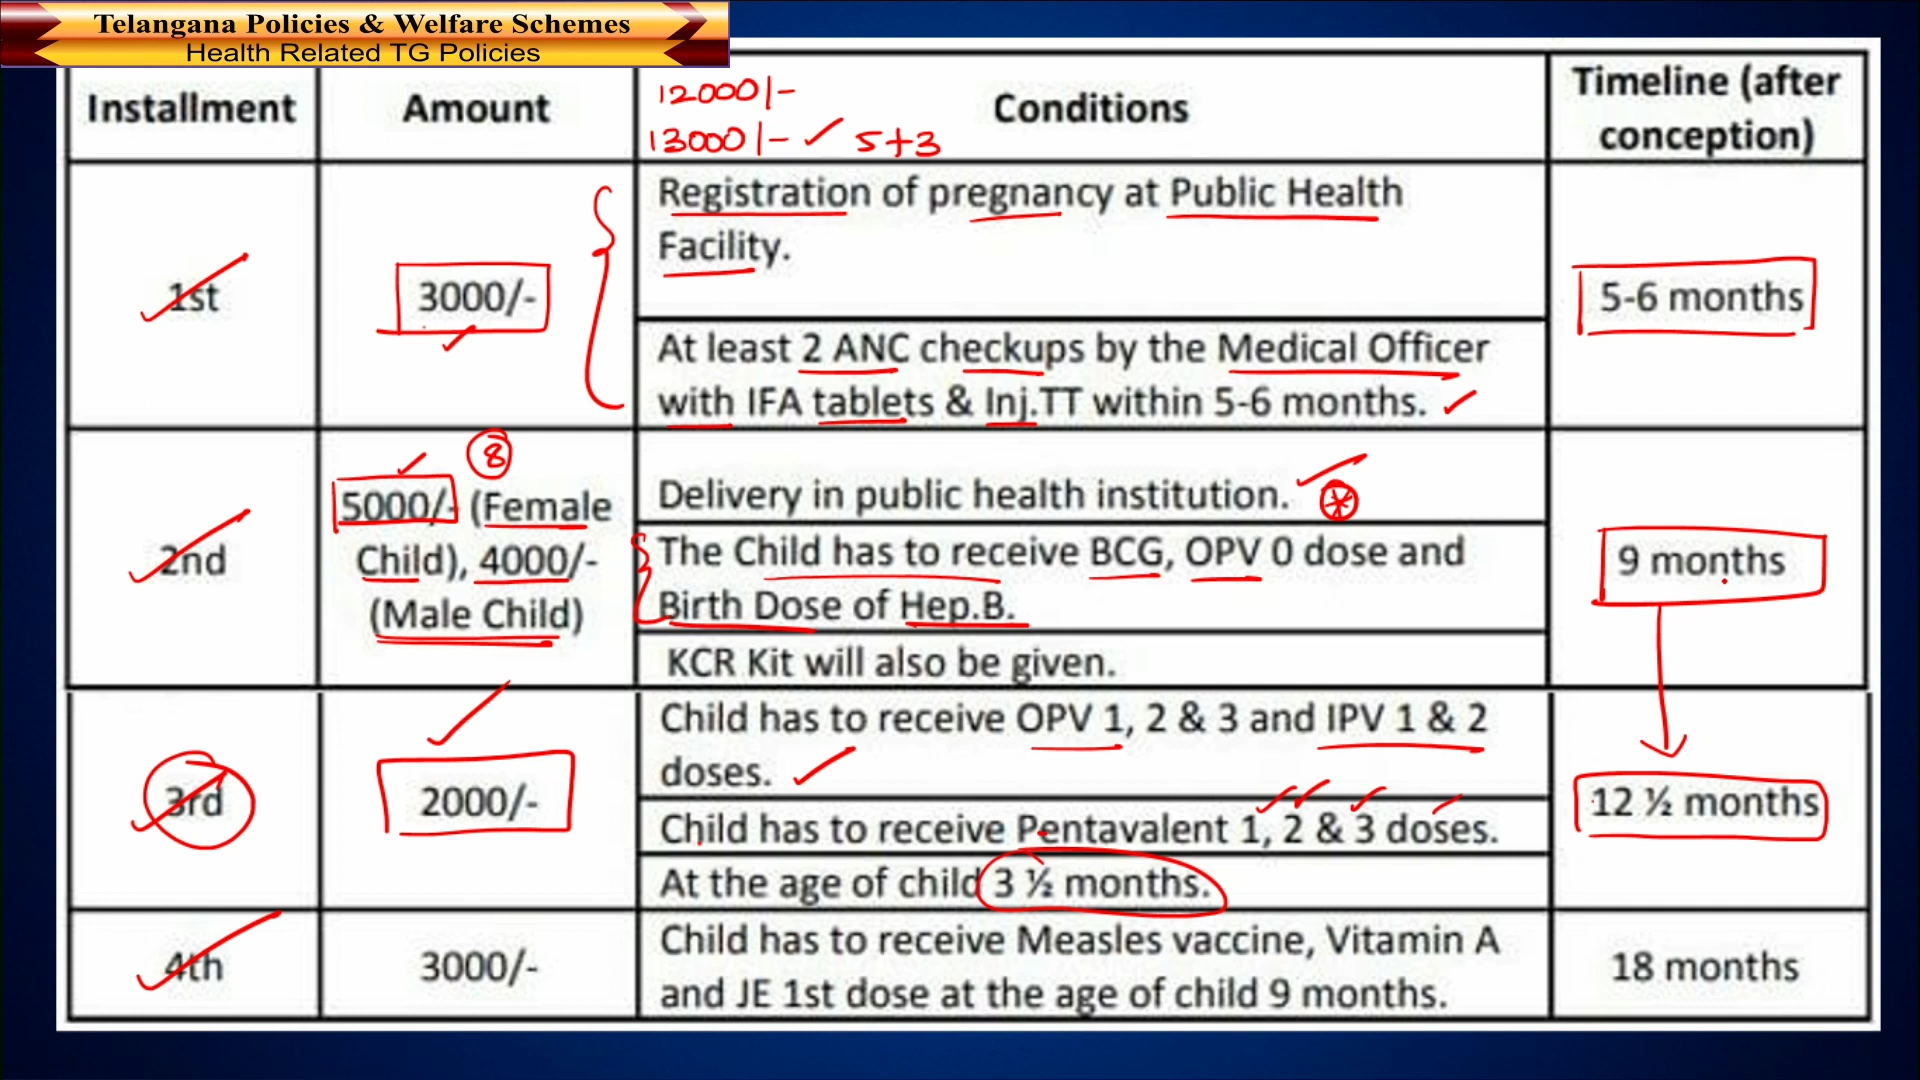 Telangana Policies & Welfare Schemes
Health Related TG Policies
Installment
Amount
12000/-
13000/- ✓ 5+3
Conditions
Timeline (after
conception)
1st
3000/-
Registration of pregnancy at Public Health
Facility.
At least 2 ANC checkups by the Medical Officer
with IFA tablets & Inj.TT within 5-6 months.
5-6 months
2nd
8
5000/- (Female
Child), 4000/-
(Male Child)
Delivery in public health institution.
The Child has to receive BCG, OPV 0 dose and
Birth Dose of Hep.B.
KCR Kit will also be given.
9 months
3rd
2000/-
Child has to receive OPV 1, 2 & 3 and IPV 1 & 2
doses.
Child has to receive Pentavalent 1, 2 & 3 doses.
At the age of child 3 ½ months.
12 ½ months
4th
3000/-
Child has to receive Measles vaccine, Vitamin A
and JE 1st dose at the age of child 9 months.
18 months